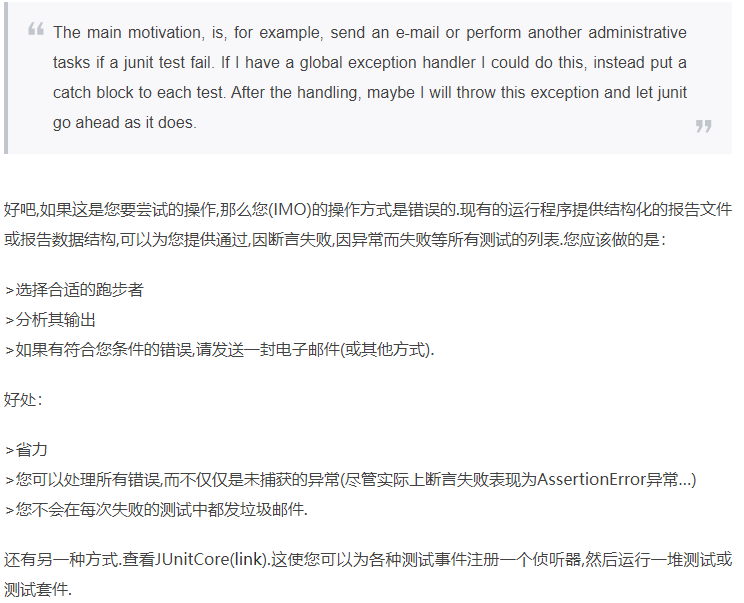 The main motivation, is, for example, send an e-mail or perform another administrative
tasks if a junit test fail. If I have a global exception handler I could do this, instead put a
catch block to each test. After the handling, maybe I will throw this exception and let junit
go ahead as it does.
好吧,如果这是您要尝试的操作,那么您(IMO)的操作方式是错误的.现有的运行程序提供结构化的报告文件
或报告数据结构,可以为您提供通过,因断言失败,因异常而失败等所有测试的列表.您应该做的是：
>选择合适的跑步者
>分析其输出
>如果有符合您条件的错误,请发送一封电子邮件(或其他方式).
好处：
>省力
>您可以处理所有错误,而不仅仅是未捕获的异常(尽管实际上断言失败表现为AssertionError异常…)
>您不会在每次失败的测试中都发垃圾邮件.
还有另一种方式.查看JUnitCore(link).这使您可以为各种测试事件注册一个侦听器,然后运行一堆测试或
测试套件.